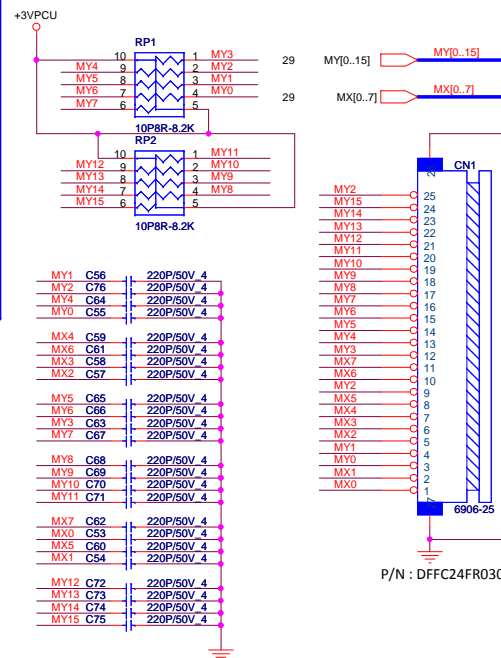 +3VPCU
RP1
10 1 MY3
MY4 9 2 MY2
MY5 8 3 MY1
MY6 7 4 MY0
MY7 6 5
10P8R-8.2K
RP2
10 1 MY11
MY12 9 2 MY10
MY13 8 3 MY9
MY14 7 4 MY8
MY15 6 5
10P8R-8.2K
29 MY[0..15] MY[0..15]
29 MX[0..7] MX[0..7]
CN1
MY2 25
MY15 24
MY14 23
MY13 22
MY12 21
MY11 20
MY10 19
MY9 18
MY8 17
MY7 16
MY6 15
MY5 14
MY4 13
MY3 12
MX7 11
MX6 10
MY2 9
MX5 8
MX4 7
MX3 6
MX2 5
MY1 4
MY0 3
MX1 2
MX0 1
27
6906-25
P/N : DFFC24FR030
MY1 C56 220P/50V_4
MY2 C76 220P/50V_4
MY4 C64 220P/50V_4
MY0 C55 220P/50V_4
MX4 C59 220P/50V_4
MX6 C61 220P/50V_4
MX3 C58 220P/50V_4
MX2 C57 220P/50V_4
MY5 C65 220P/50V_4
MY6 C66 220P/50V_4
MY3 C63 220P/50V_4
MY7 C67 220P/50V_4
MY8 C68 220P/50V_4
MY9 C69 220P/50V_4
MY10 C70 220P/50V_4
MY11 C71 220P/50V_4
MX7 C62 220P/50V_4
MX0 C53 220P/50V_4
MX5 C60 220P/50V_4
MX1 C54 220P/50V_4
MY12 C72 220P/50V_4
MY13 C73 220P/50V_4
MY14 C74 220P/50V_4
MY15 C75 220P/50V_4